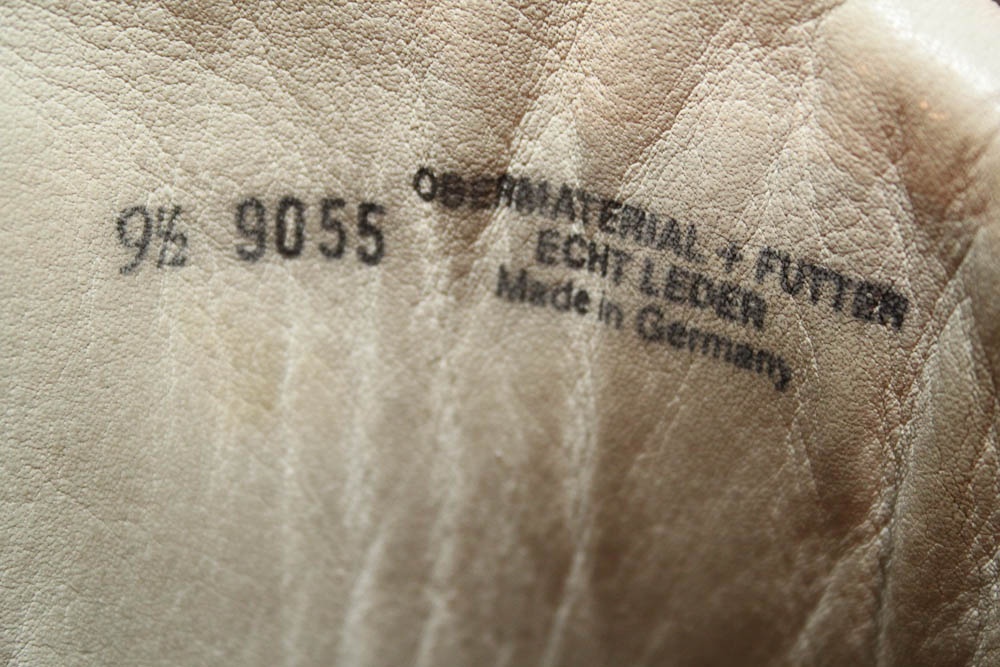 9½ 9055
OBERMATERIAL + FUTTER
ECHT LEDER
Made in Germany